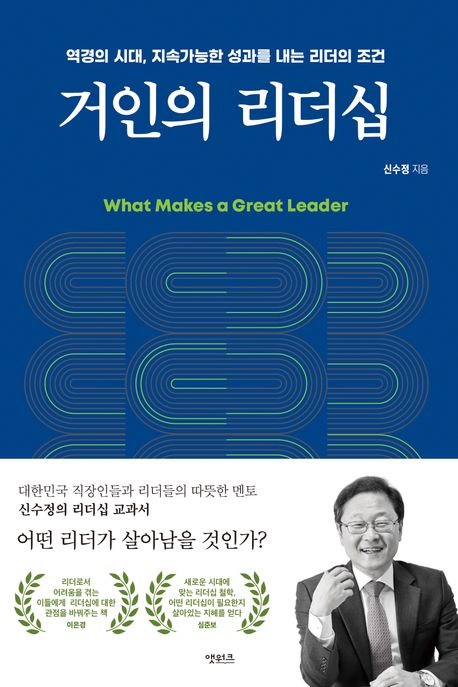 역경의 시대, 지속가능한 성과를 내는 리더의 조건
거인의 리더십
신수정 지음
What Makes a Great Leader
대한민국 직장인들과 리더들의 따뜻한 멘토
신수정의 리더십 교과서
어떤 리더가 살아남을 것인가?
리더로서
어려움을 겪는
이들에게 리더십에 대한
관점을 바꿔주는 책
이은경
새로운 시대에
맞는 리더십 철학,
어떤 리더십이 필요한지
살아있는 지혜를 얻다
심준보
앳워크